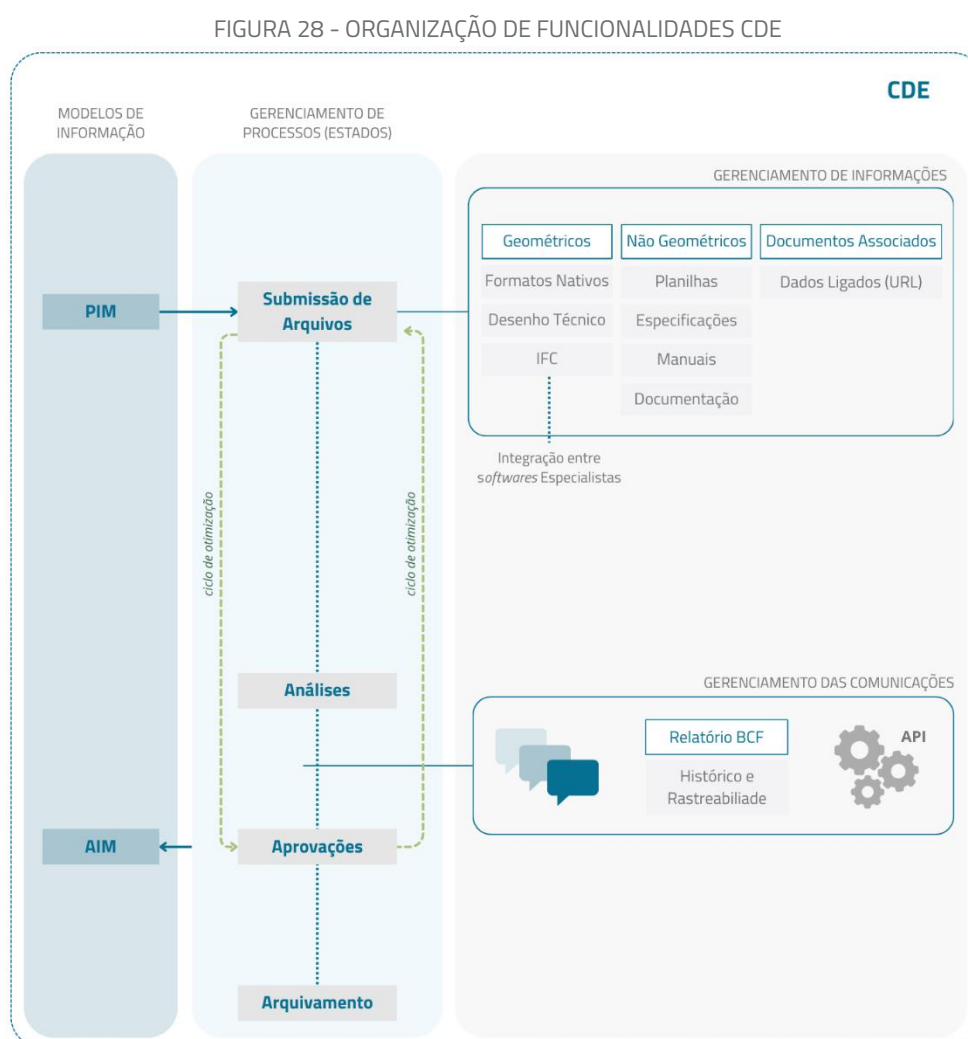 FIGURA 28 - ORGANIZAÇÃO DE FUNCIONALIDADES CDE
CDE
MODELOS DE
INFORMAÇÃO
GERENCIAMENTO DE
PROCESSOS (ESTADOS)
GERENCIAMENTO DE INFORMAÇÕES
Geométricos
Não Geométricos
Documentos Associados
Formatos Nativos
Planilhas
Dados Ligados (URL)
Desenho Técnico
Especificações
IFC
Manuais
Documentação
PIM
Submissão de
Arquivos
Integração entre
softwares Especialistas
ciclo de otimização
ciclo de otimização
Análises
GERENCIAMENTO DAS COMUNICAÇÕES
Relatório BCF
Histórico e
Rastreabiliade
API
AIM
Aprovações
Arquivamento